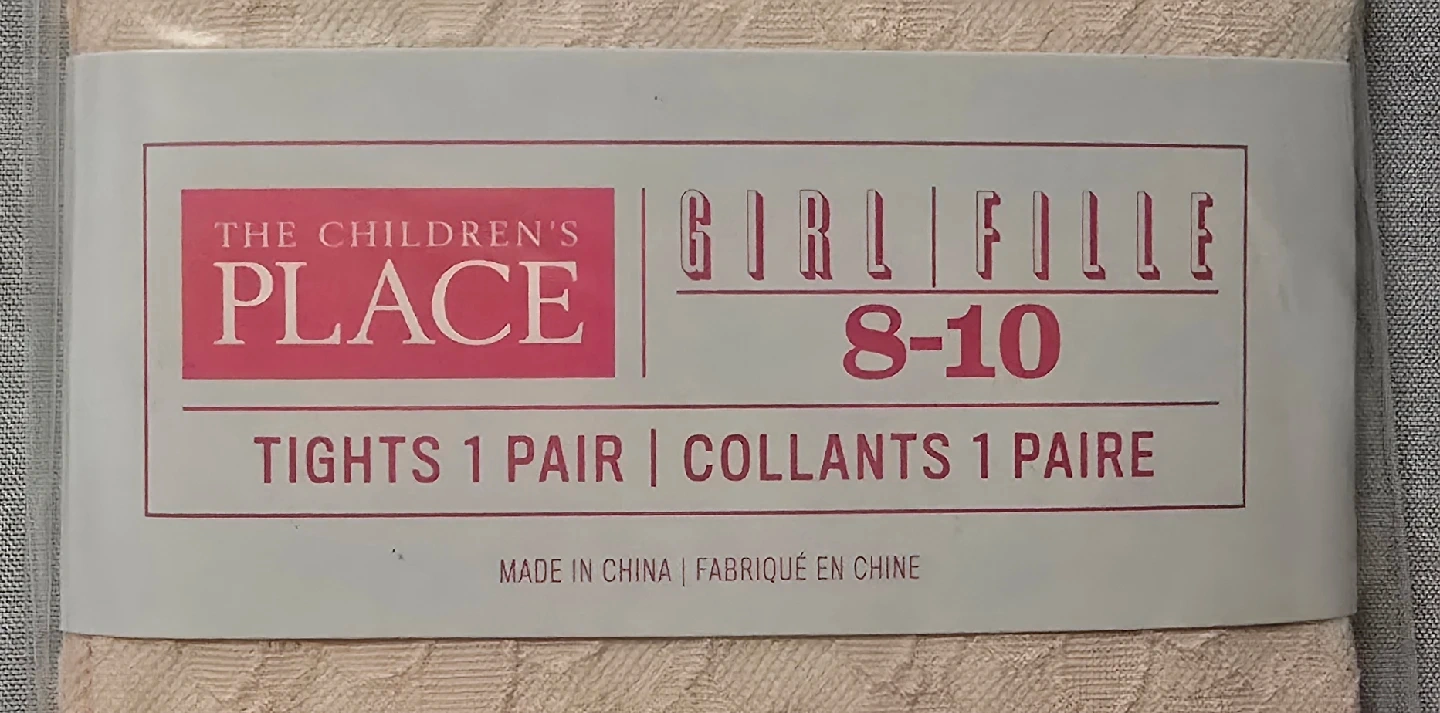 THE CHILDREN'S
PLACE
GIRL | FILLE
8-10
TIGHTS 1 PAIR | COLLANTS 1 PAIRE
MADE IN CHINA | FABRIQUÉ EN CHINE